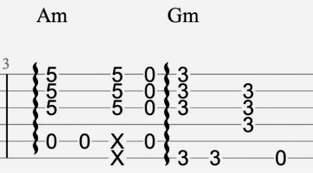 Am Gm
3
5 5 0 3
5 5 0 3 3
5 5 0 3 3
3
0 0 X 0
X 3 3 0